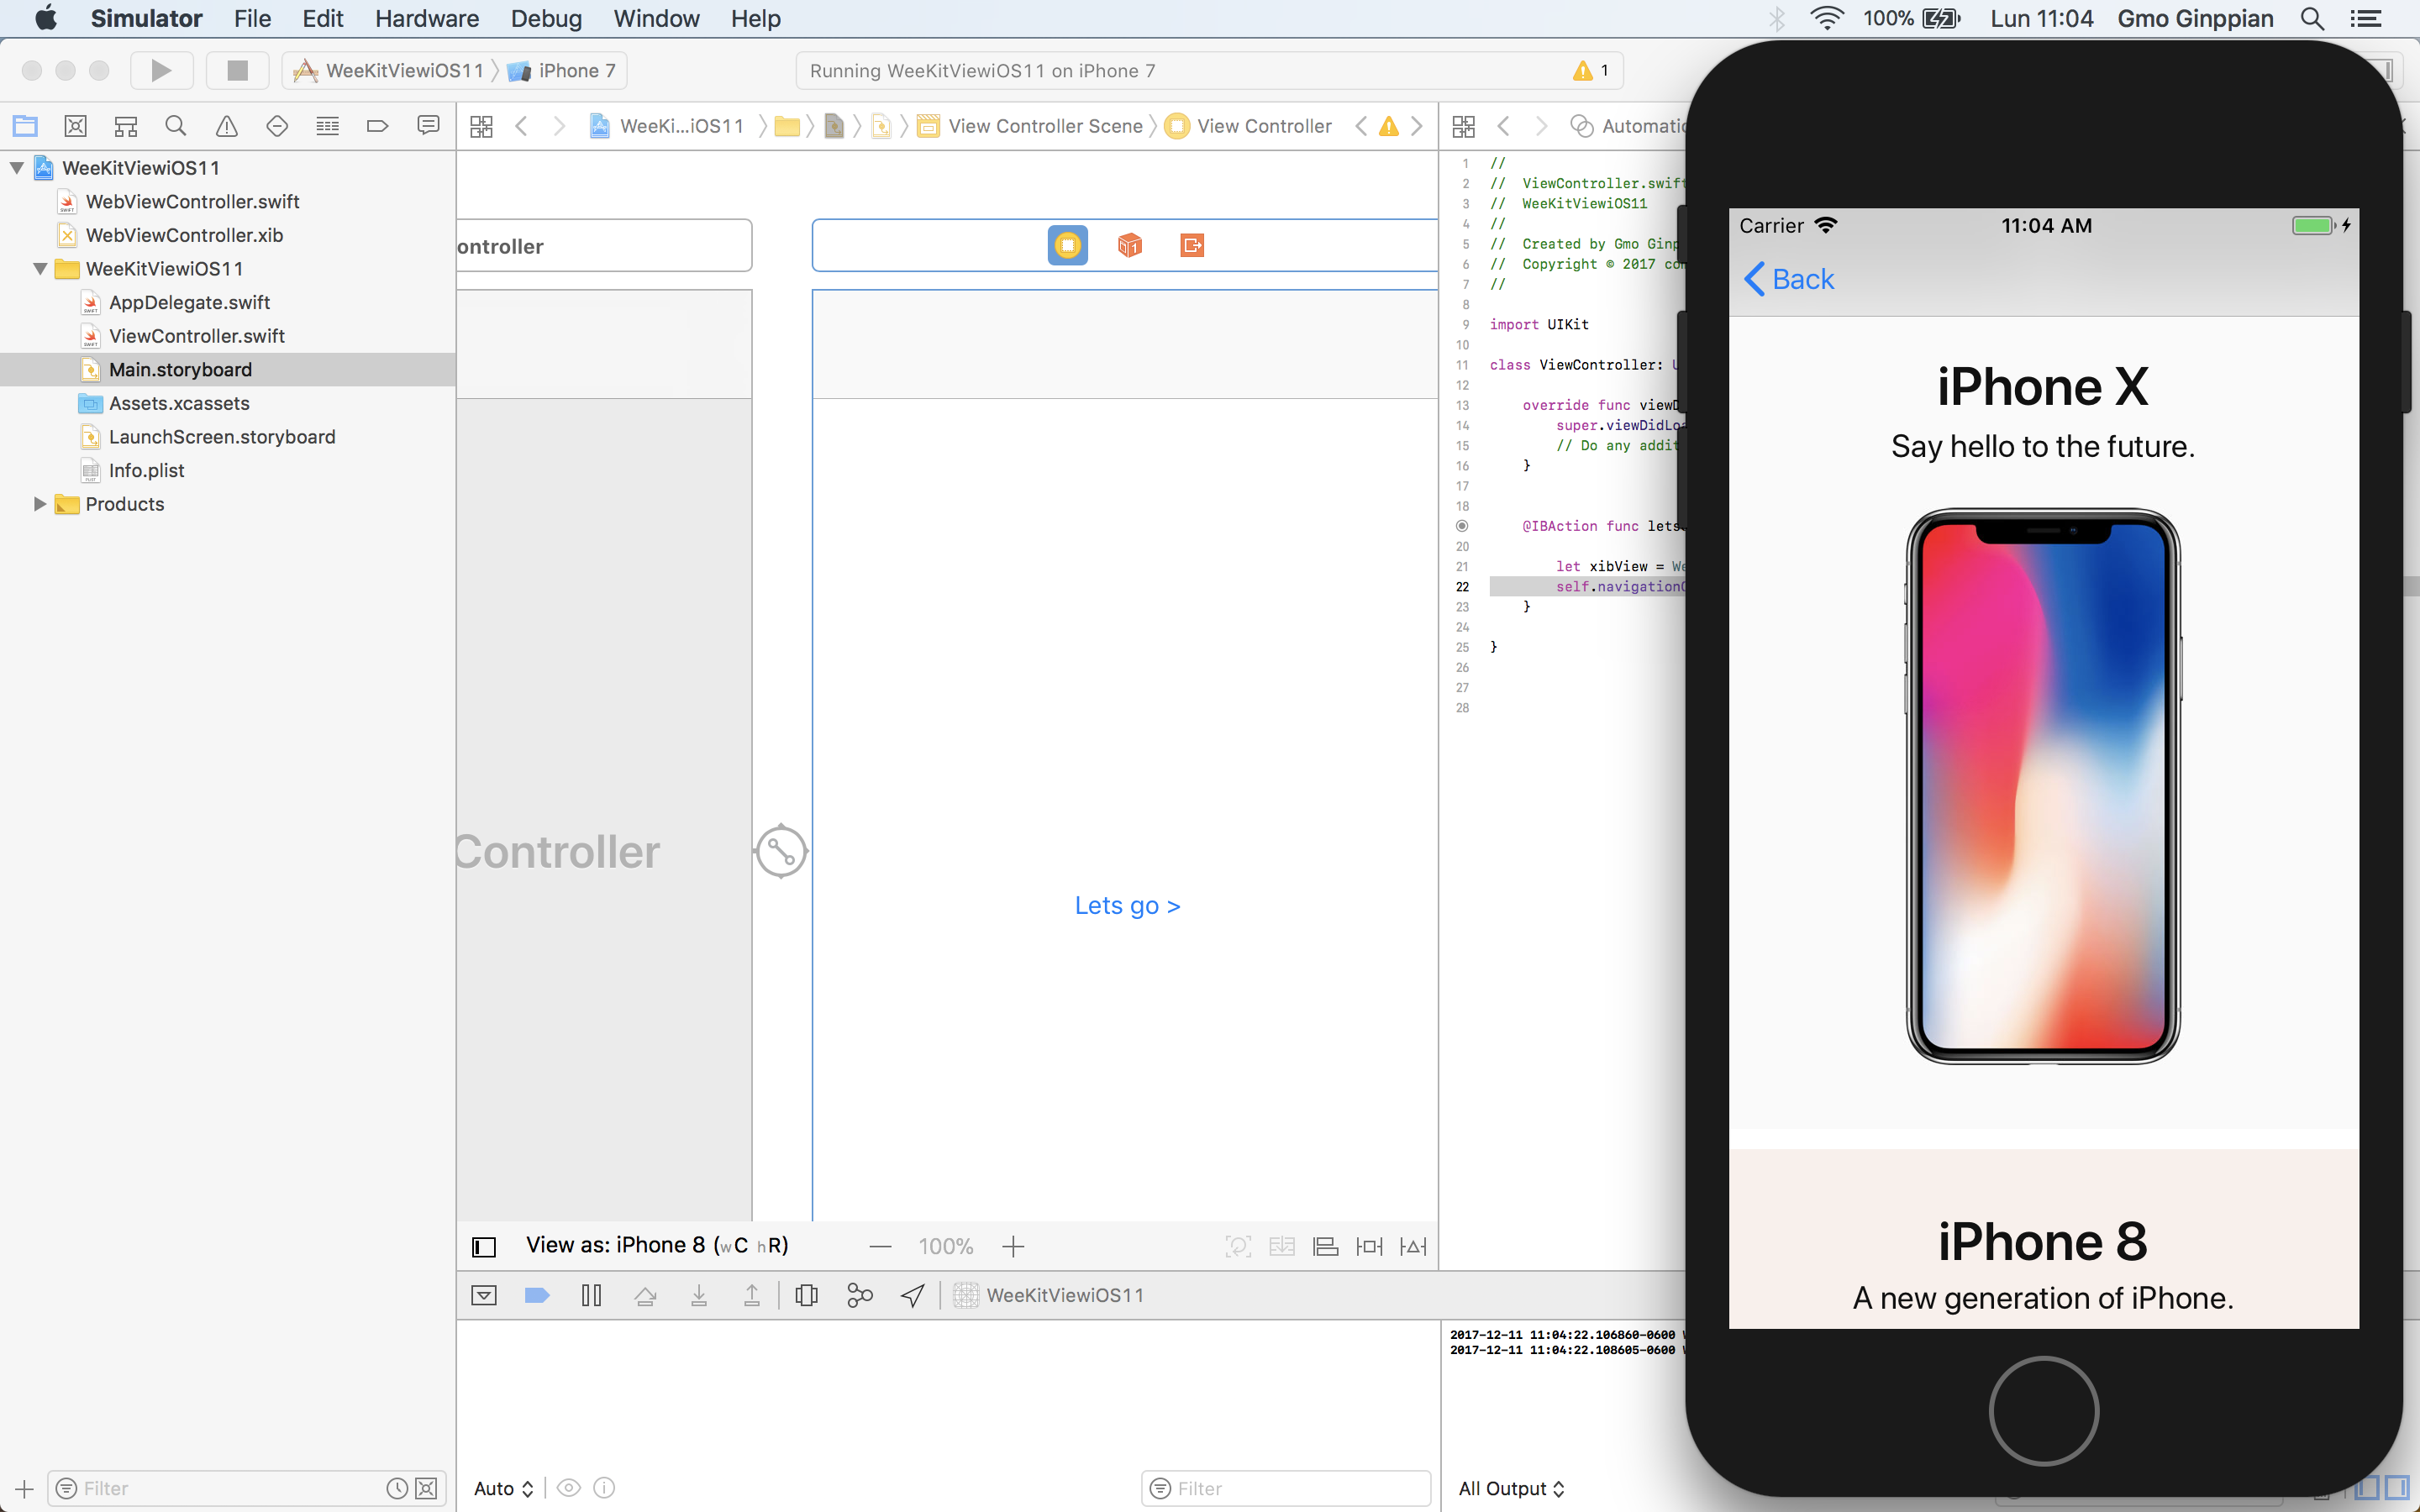 Simulator File Edit Hardware Debug Window Help 100% Lun 11:04 Gmo Ginppian
WeeKitViewiOS11 iPhone 7 Running WeeKitViewiOS11 on iPhone 7 1
WeeKi...iOS11 View Controller Scene View Controller Automatic
WeeKitViewiOS11
WebViewController.swift
WebViewController.xib
WeeKitViewiOS11
AppDelegate.swift
ViewController.swift
Main.storyboard
Assets.xcassets
LaunchScreen.storyboard
Info.plist
Products
Filter
ontroller
Controller
Lets go >
View as: iPhone 8 (wC hR) 100%
WeeKitViewiOS11
Auto
Filter
1 //
2 // ViewController.swift
3 // WeeKitViewiOS11
4 //
5 // Created by Gmo Ginp
6 // Copyright © 2017 co
7 //
8
9 import UIKit
10
11 class ViewController: U
12
13 override func viewD
14 super.viewDidLoa
15 // Do any addit
16 }
17
18
@IBAction func lets
20
21 let xibView = We
22 self.navigationC
23 }
24
25 }
26
27
28
2017-12-11 11:04:22.106860-0600 W
2017-12-11 11:04:22.108605-0600 W
All Output
Carrier 11:04 AM
Back
iPhone X
Say hello to the future.
iPhone 8
A new generation of iPhone.